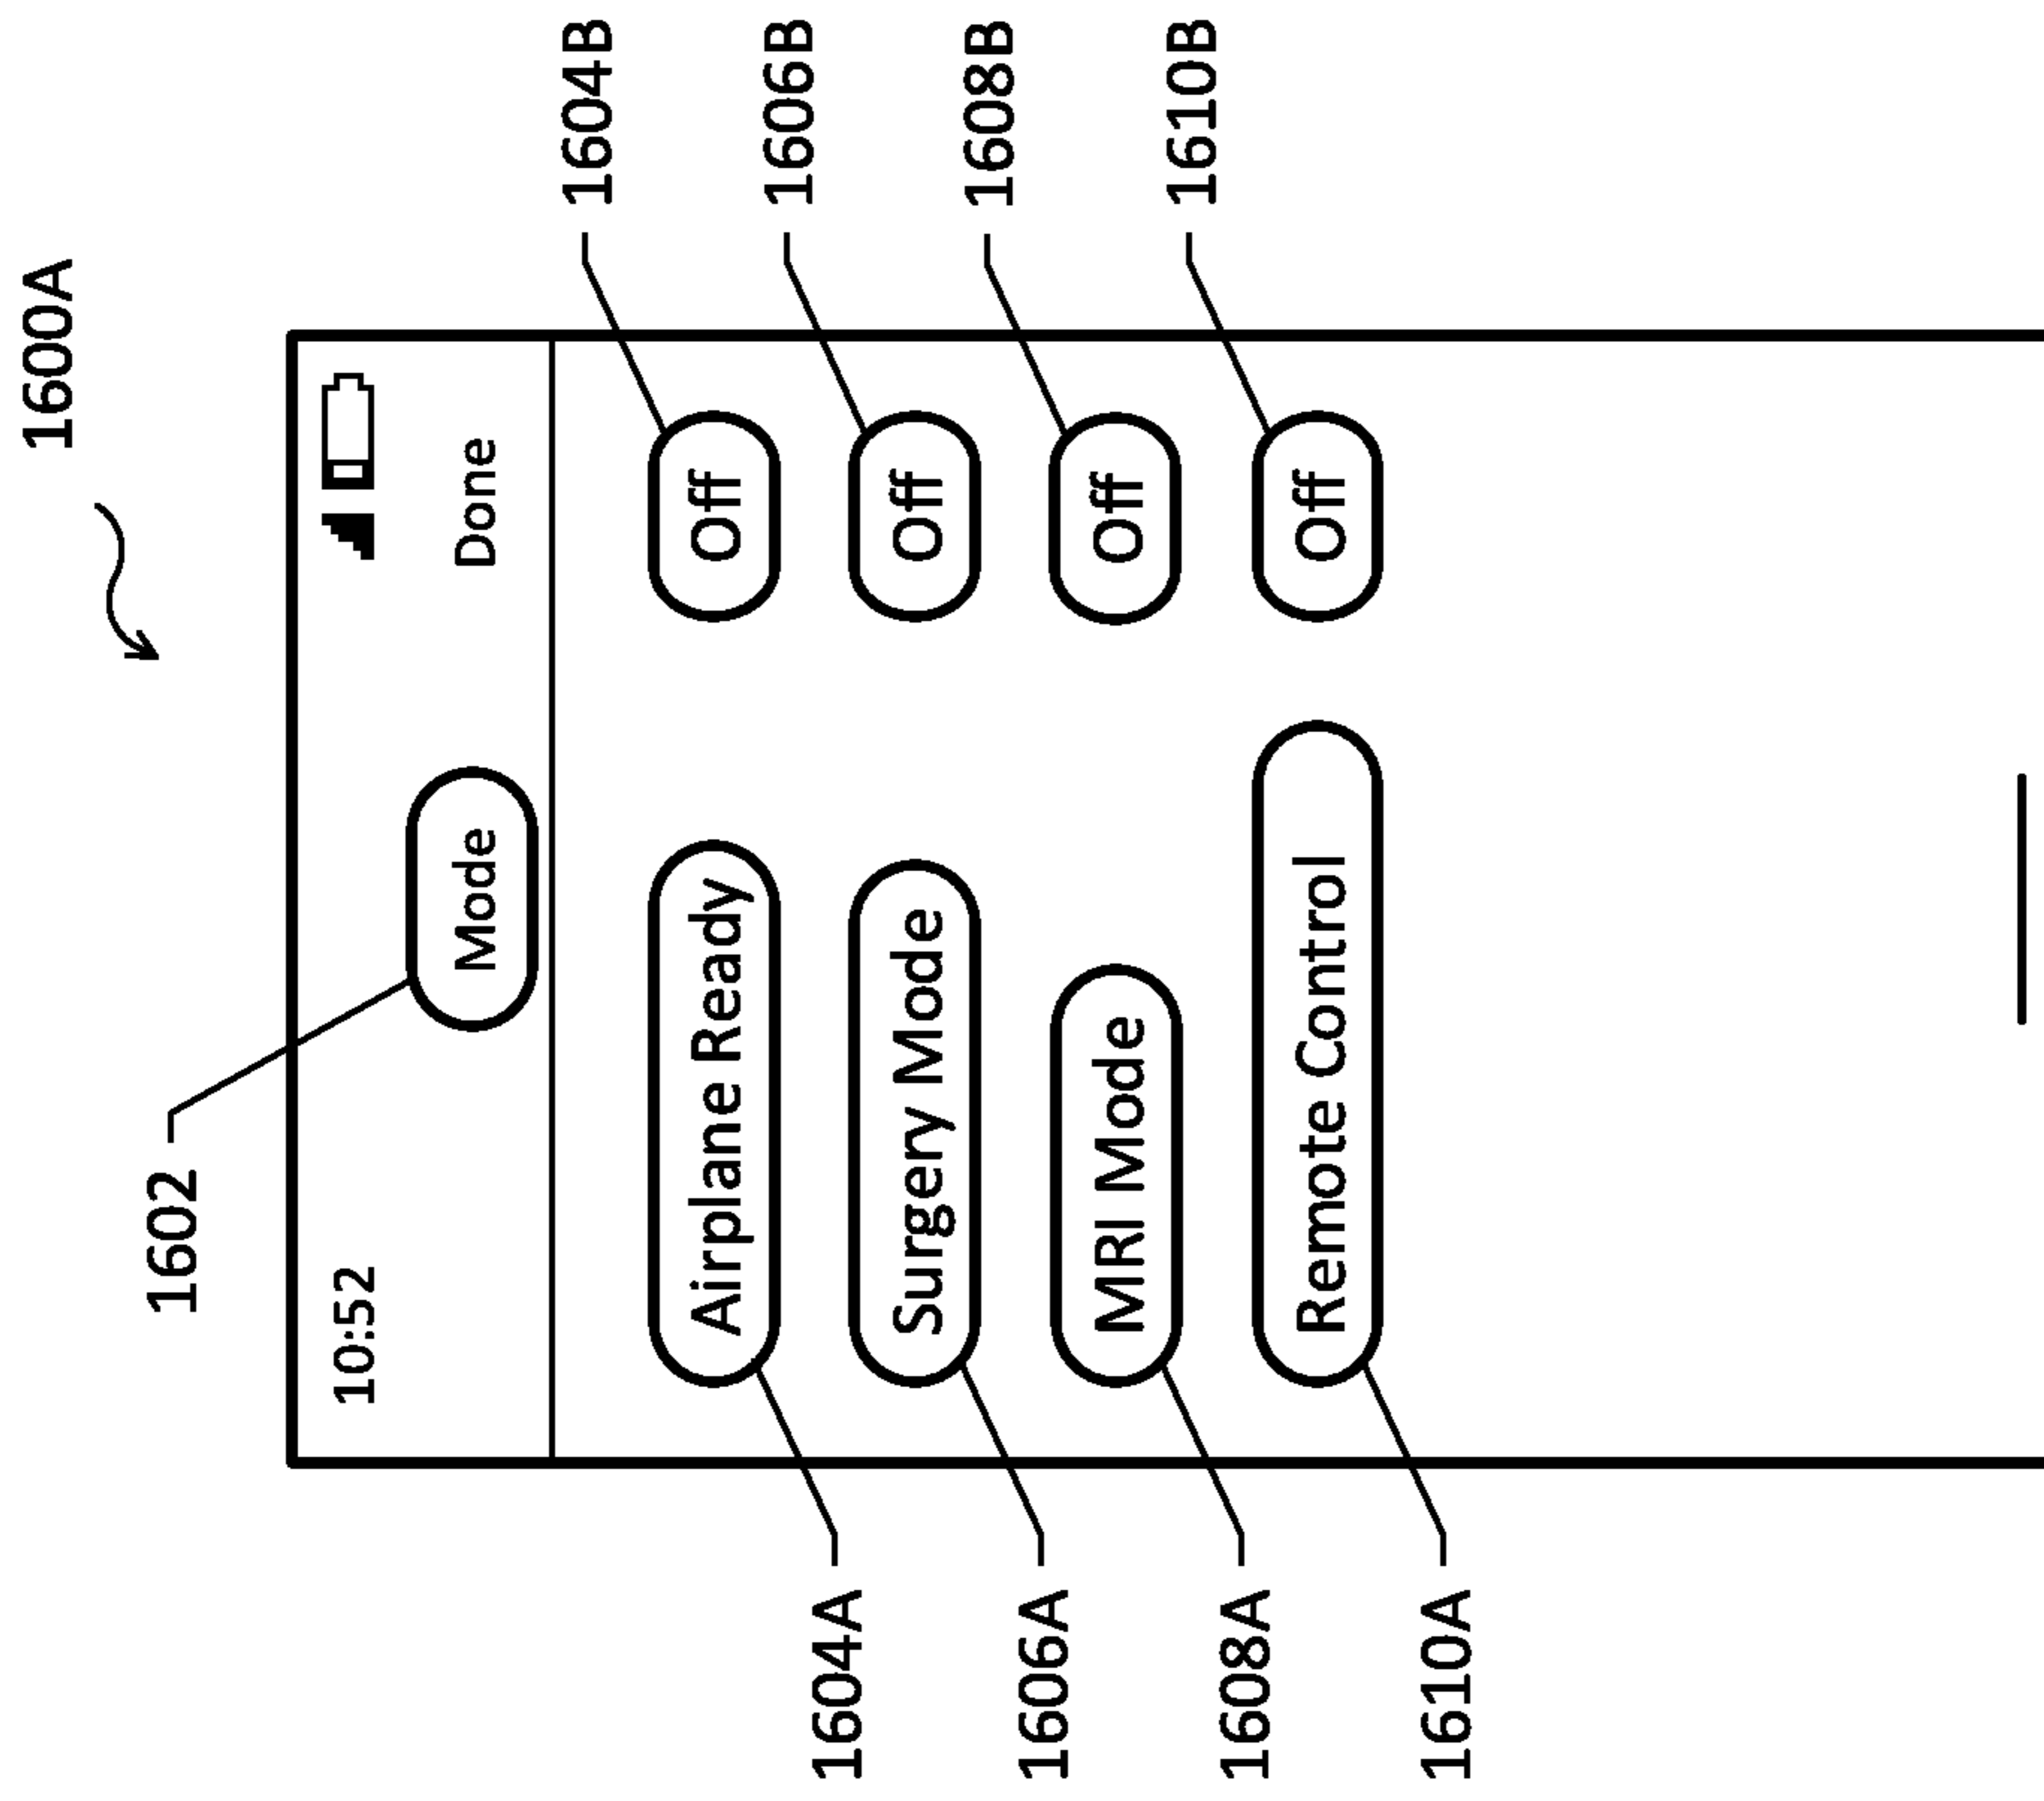 1600A
1602
10:52
Mode
Done
1604A
Airplane Ready
Off
1604B
1606A
Surgery Mode
Off
1606B
1608A
MRI Mode
Off
1608B
1610A
Remote Control
Off
1610B